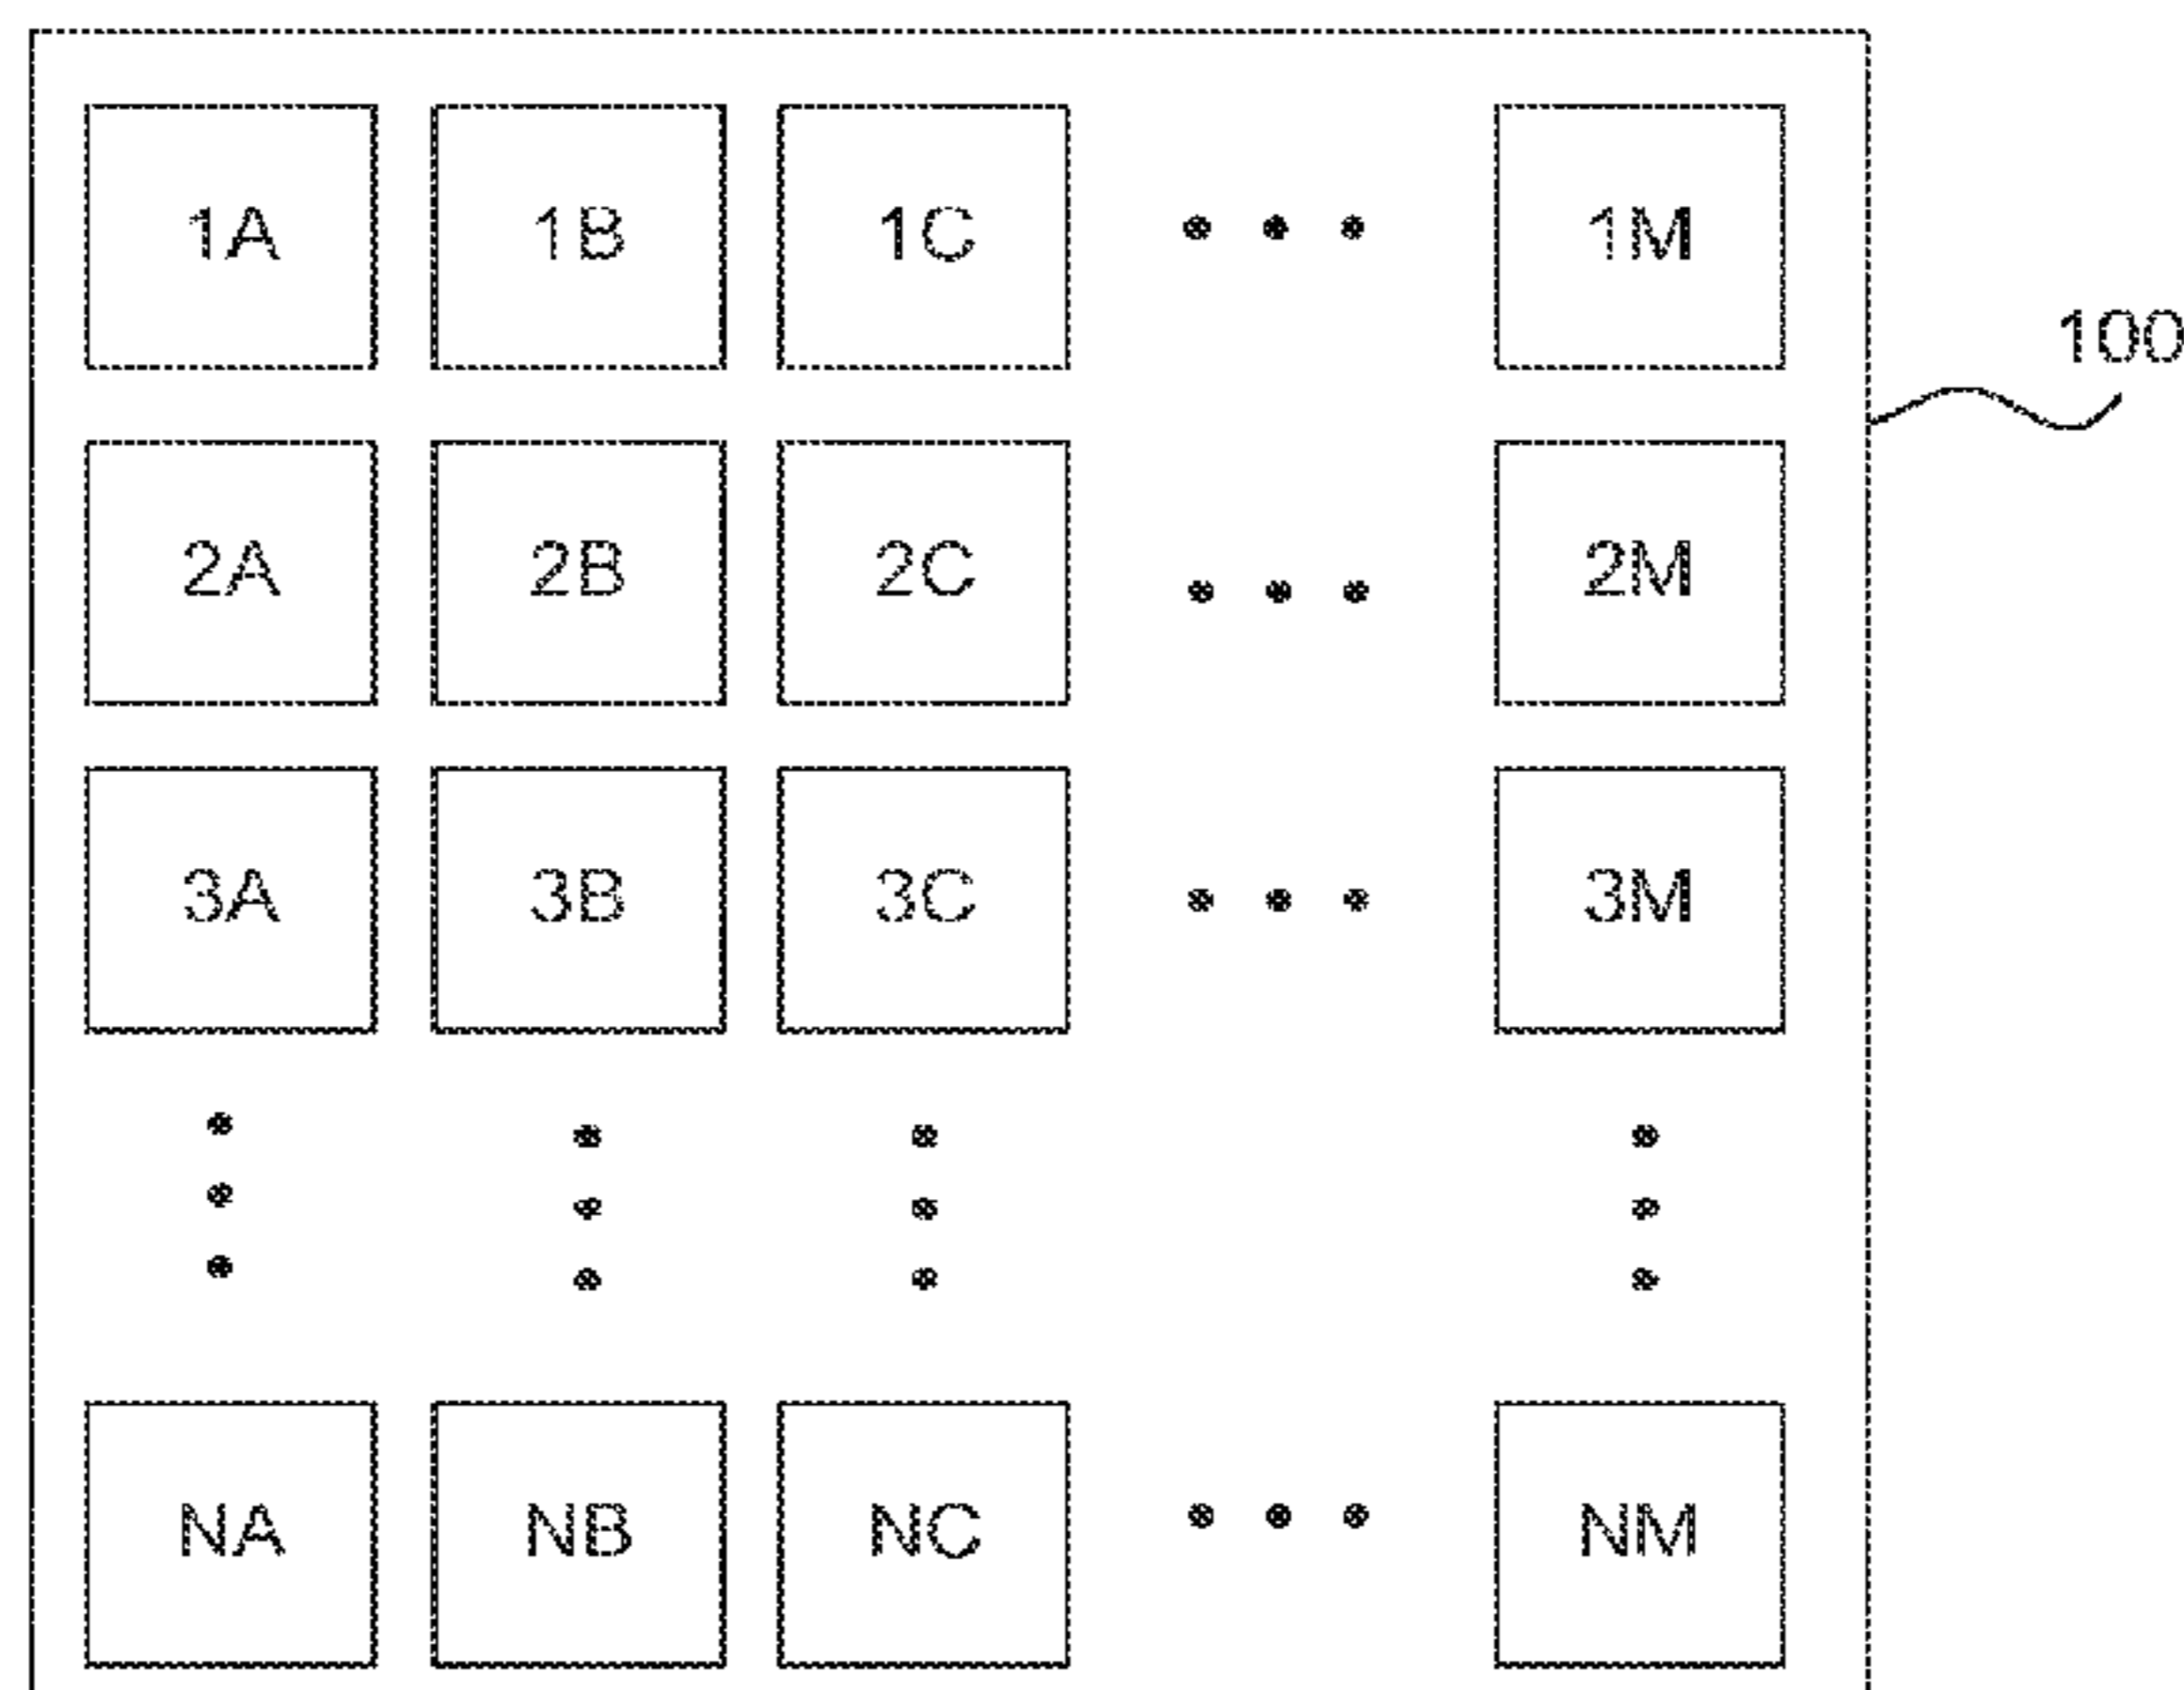 1A 1B 1C • • • 1M
100
2A 2B 2C • • • 2M
3A 3B 3C • • • 3M
NA NB NC • • • NM